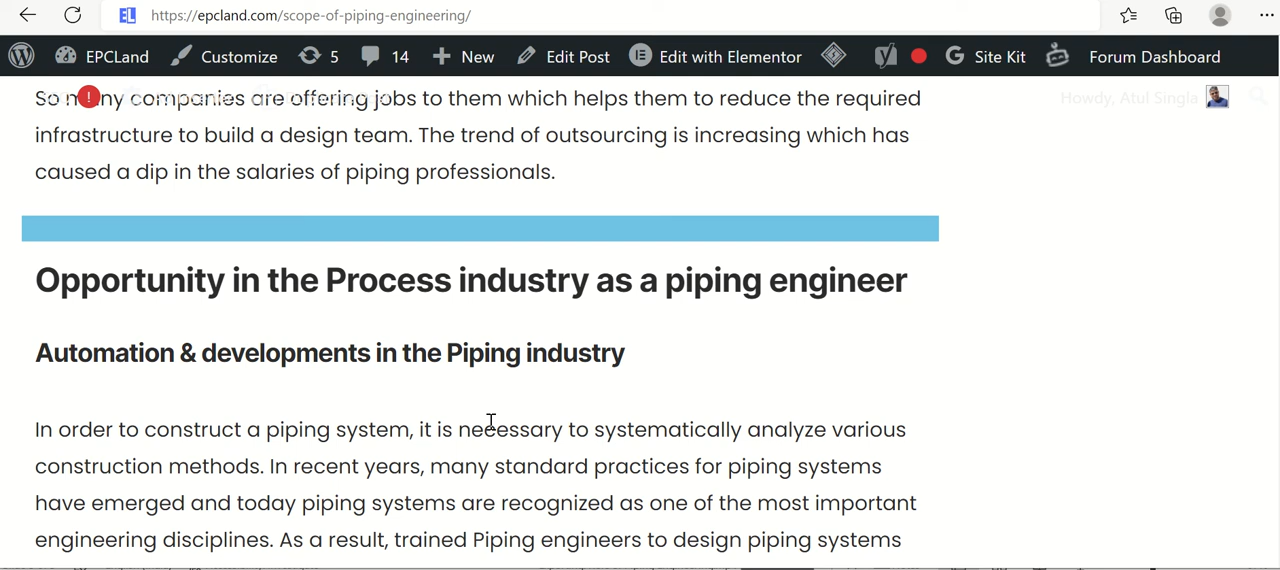 https://epcland.com/scope-of-piping-engineering/
EPCLand Customize 5 14 New Edit Post Edit with Elementor Site Kit Forum Dashboard
Howdy, Atul Singla
companies are offering jobs to them which helps them to reduce the required
infrastructure to build a design team. The trend of outsourcing is increasing which has
caused a dip in the salaries of piping professionals.
Opportunity in the Process industry as a piping engineer
Automation & developments in the Piping industry
In order to construct a piping system, it is necessary to systematically analyze various
construction methods. In recent years, many standard practices for piping systems
have emerged and today piping systems are recognized as one of the most important
engineering disciplines. As a result, trained Piping engineers to design piping systems